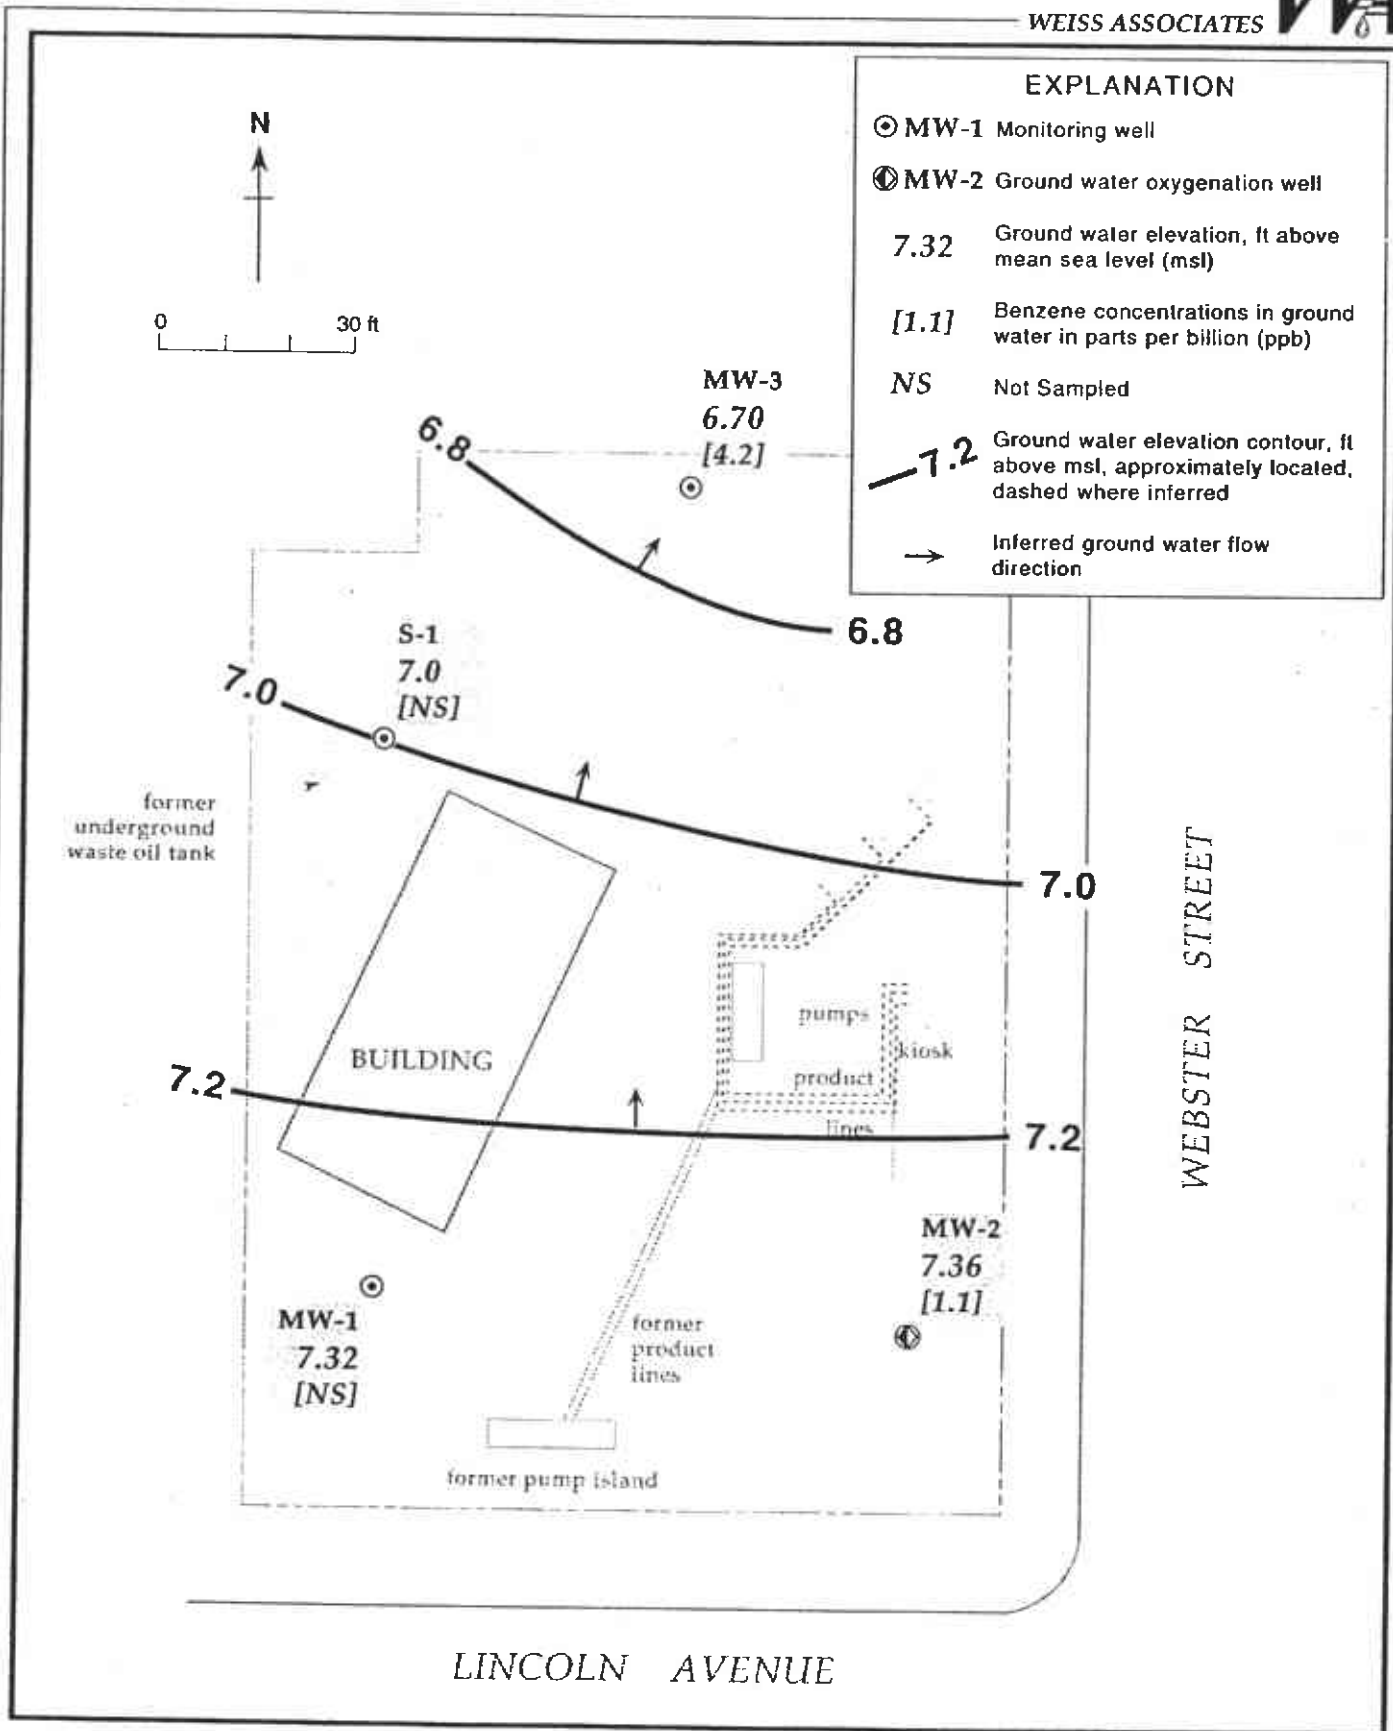 WEISS ASSOCIATES
EXPLANATION
MW-1 Monitoring well
MW-2 Ground water oxygenation well
7.32 Ground water elevation, ft above
mean sea level (msl)
[1.1] Benzene concentrations in ground
water in parts per billion (ppb)
NS Not Sampled
7.2 Ground water elevation contour, ft
above msl, approximately located,
dashed where inferred
Inferred ground water flow
direction
N
0 30 ft
MW-3
6.70
[4.2]
6.8
6.8
S-1
7.0
[NS]
7.0
7.0
former
underground
waste oil tank
BUILDING
pumps
kiosk
product
lines
7.2
7.2
MW-2
7.36
[1.1]
MW-1
7.32
[NS]
former
product
lines
former pump island
WEBSTER STREET
LINCOLN AVENUE